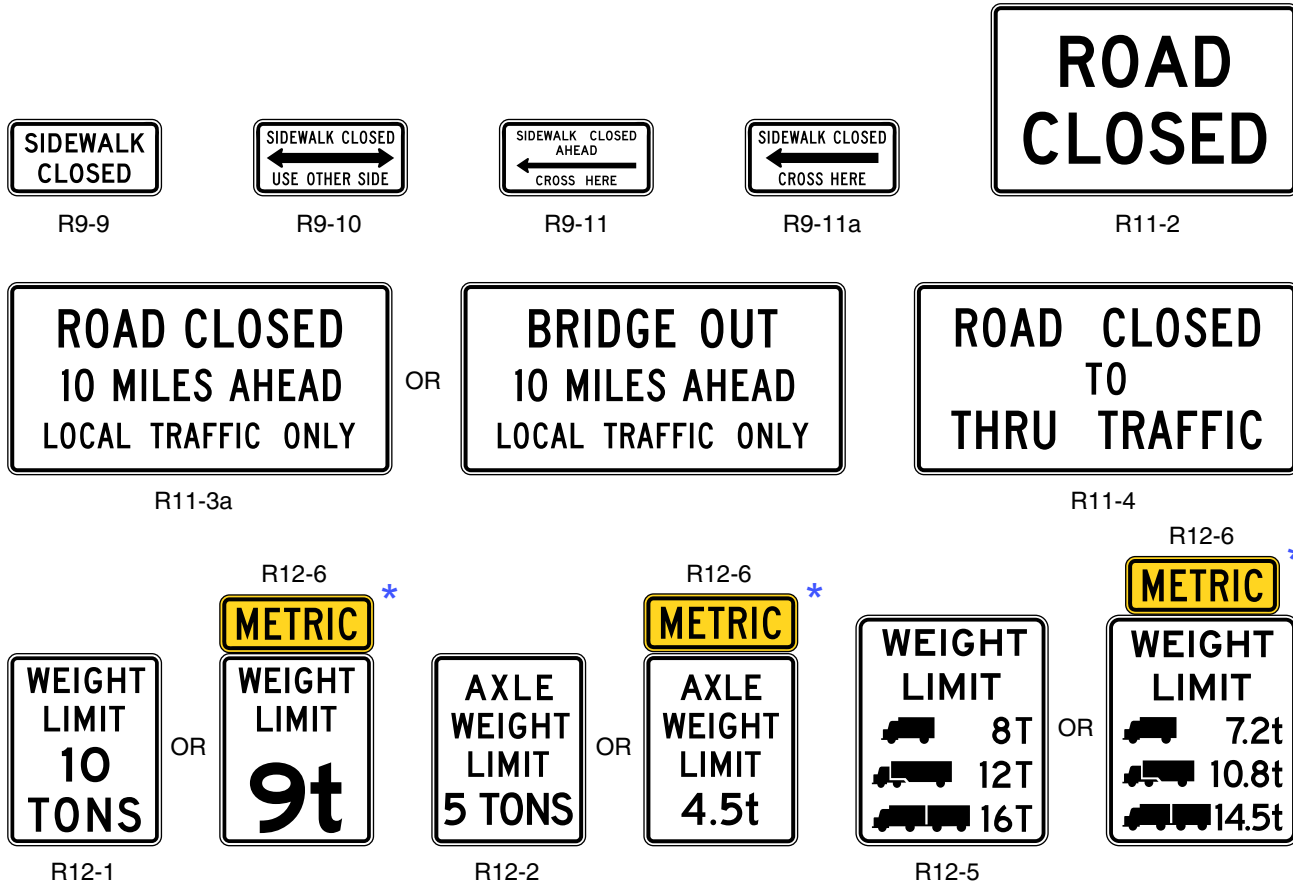 SIDEWALK
CLOSED
R9-9
SIDEWALK CLOSED
USE OTHER SIDE
R9-10
SIDEWALK CLOSED
AHEAD
CROSS HERE
R9-11
SIDEWALK CLOSED
CROSS HERE
R9-11a
ROAD
CLOSED
R11-2
ROAD CLOSED
10 MILES AHEAD
LOCAL TRAFFIC ONLY
R11-3a
OR
BRIDGE OUT
10 MILES AHEAD
LOCAL TRAFFIC ONLY
ROAD CLOSED
TO
THRU TRAFFIC
R11-4
WEIGHT
LIMIT
10
TONS
R12-1
OR
R12-6
METRIC *
WEIGHT
LIMIT
9t
AXLE
WEIGHT
LIMIT
5 TONS
R12-2
OR
R12-6
METRIC *
AXLE
WEIGHT
LIMIT
4.5t
WEIGHT
LIMIT
8T
12T
16T
R12-5
OR
R12-6
METRIC *
WEIGHT
LIMIT
7.2t
10.8t
14.5t